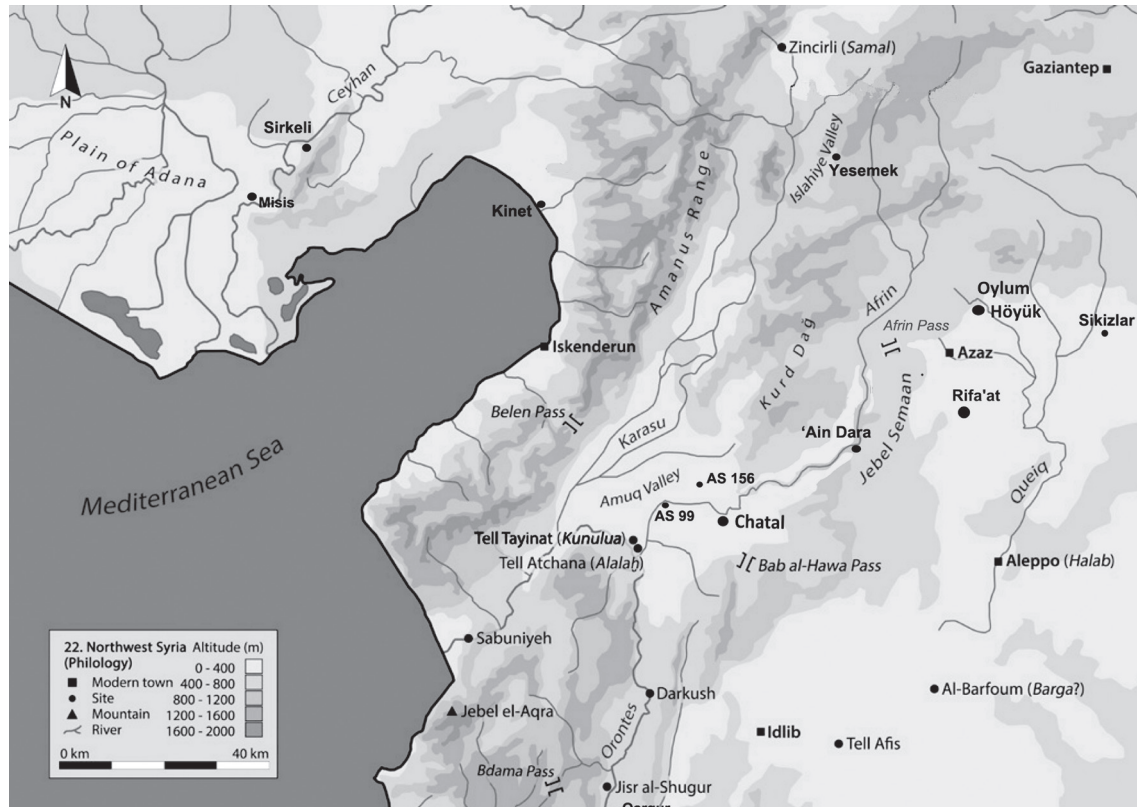 Zincirli (Samal)
Gaziantep
N
Ceyhan
Sirkeli
Plain of Adana
Islahiye Valley
Yesemek
Misis
Kinet
Amanus Range
Afrin
Oylum
Höyük
Afrin Pass
Sikizlar
Iskenderun
Azaz
Kurd Dağ
Belen Pass
Rifa'at
Jebel Semaan
Karasu
'Ain Dara
Mediterranean Sea
Amuq Valley
AS 156
Queiq
AS 99
Chatal
Tell Tayinat (Kunulua)
Tell Atchana (Alalaḫ)
Bab al-Hawa Pass
Aleppo (Halab)
Sabuniyeh
22. Northwest Syria Altitude (m)
(Philology) 0 - 400
Modern town 400 - 800
Site 800 - 1200
Mountain 1200 - 1600
River 1600 - 2000
0 km 40 km
Darkush
Al-Barfoum (Barga?)
Jebel el-Aqra
Orontes
Idlib
Tell Afis
Bdama Pass
Jisr al-Shugur